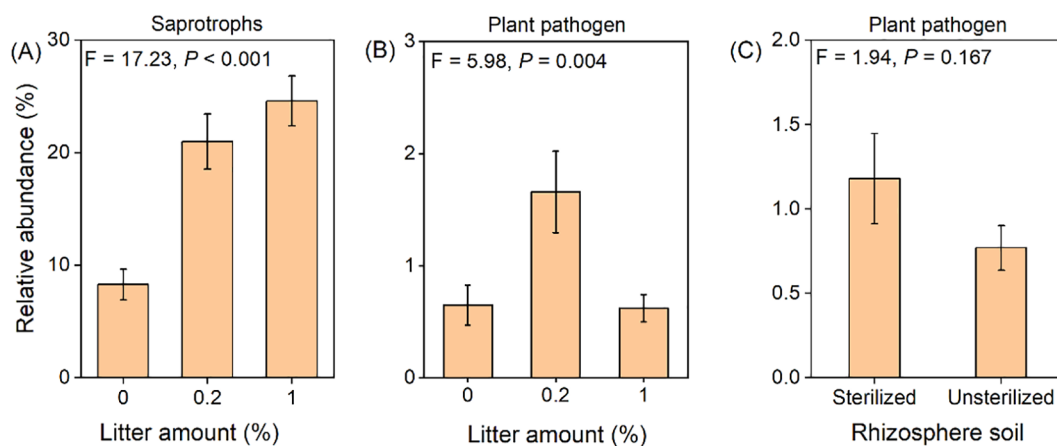 Saprotrophs
(A)
F = 17.23, P < 0.001
30
20
10
0
Relative abundance (%)
0 0.2 1
Litter amount (%)
Plant pathogen
(B)
F = 5.98, P = 0.004
3
2
1
0
0 0.2 1
Litter amount (%)
Plant pathogen
(C)
F = 1.94, P = 0.167
2.0
1.5
1.0
0.5
0.0
Sterilized Unsterilized
Rhizosphere soil